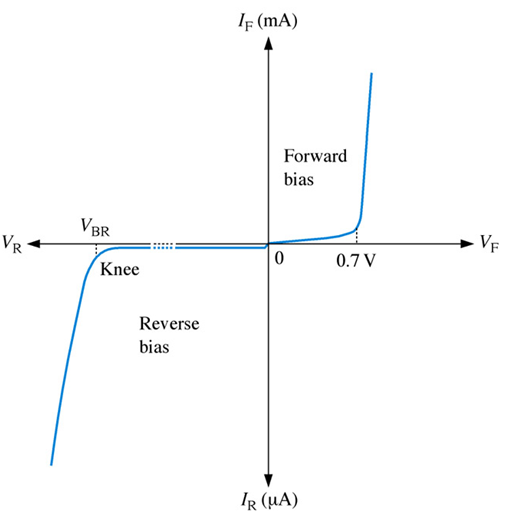 IF (mA)
Forward
bias
VBR
VR
VF
0
0.7 V
Knee
Reverse
bias
IR (μA)